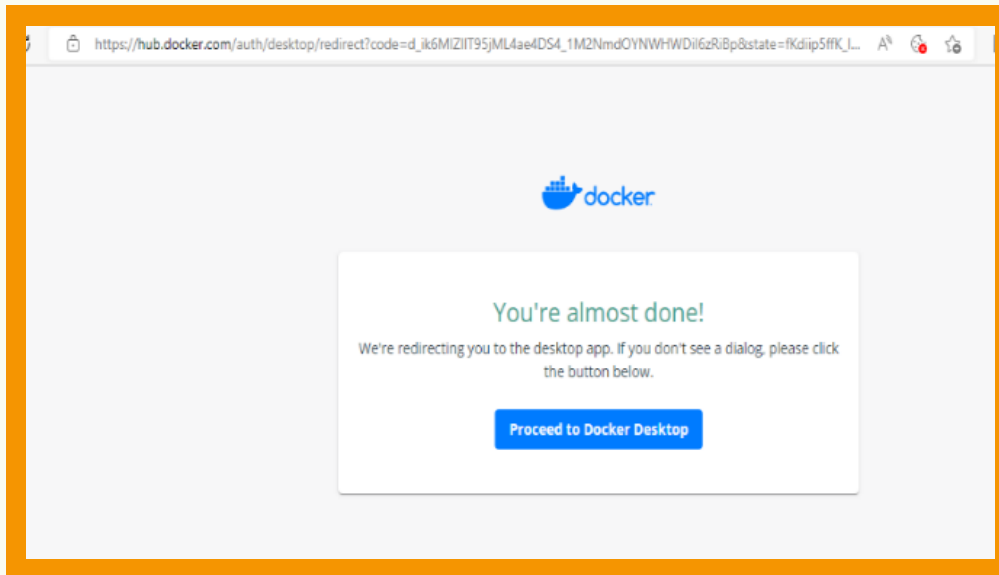 https://hub.docker.com/auth/desktop/redirect?code=d_ik6MIZIIT95jML4ae4DS4_1M2NmdOYNWHWDil6zRiBp&state=fKdiip5ffK_l...
docker
You're almost done!
We're redirecting you to the desktop app. If you don't see a dialog, please click
the button below.
Proceed to Docker Desktop